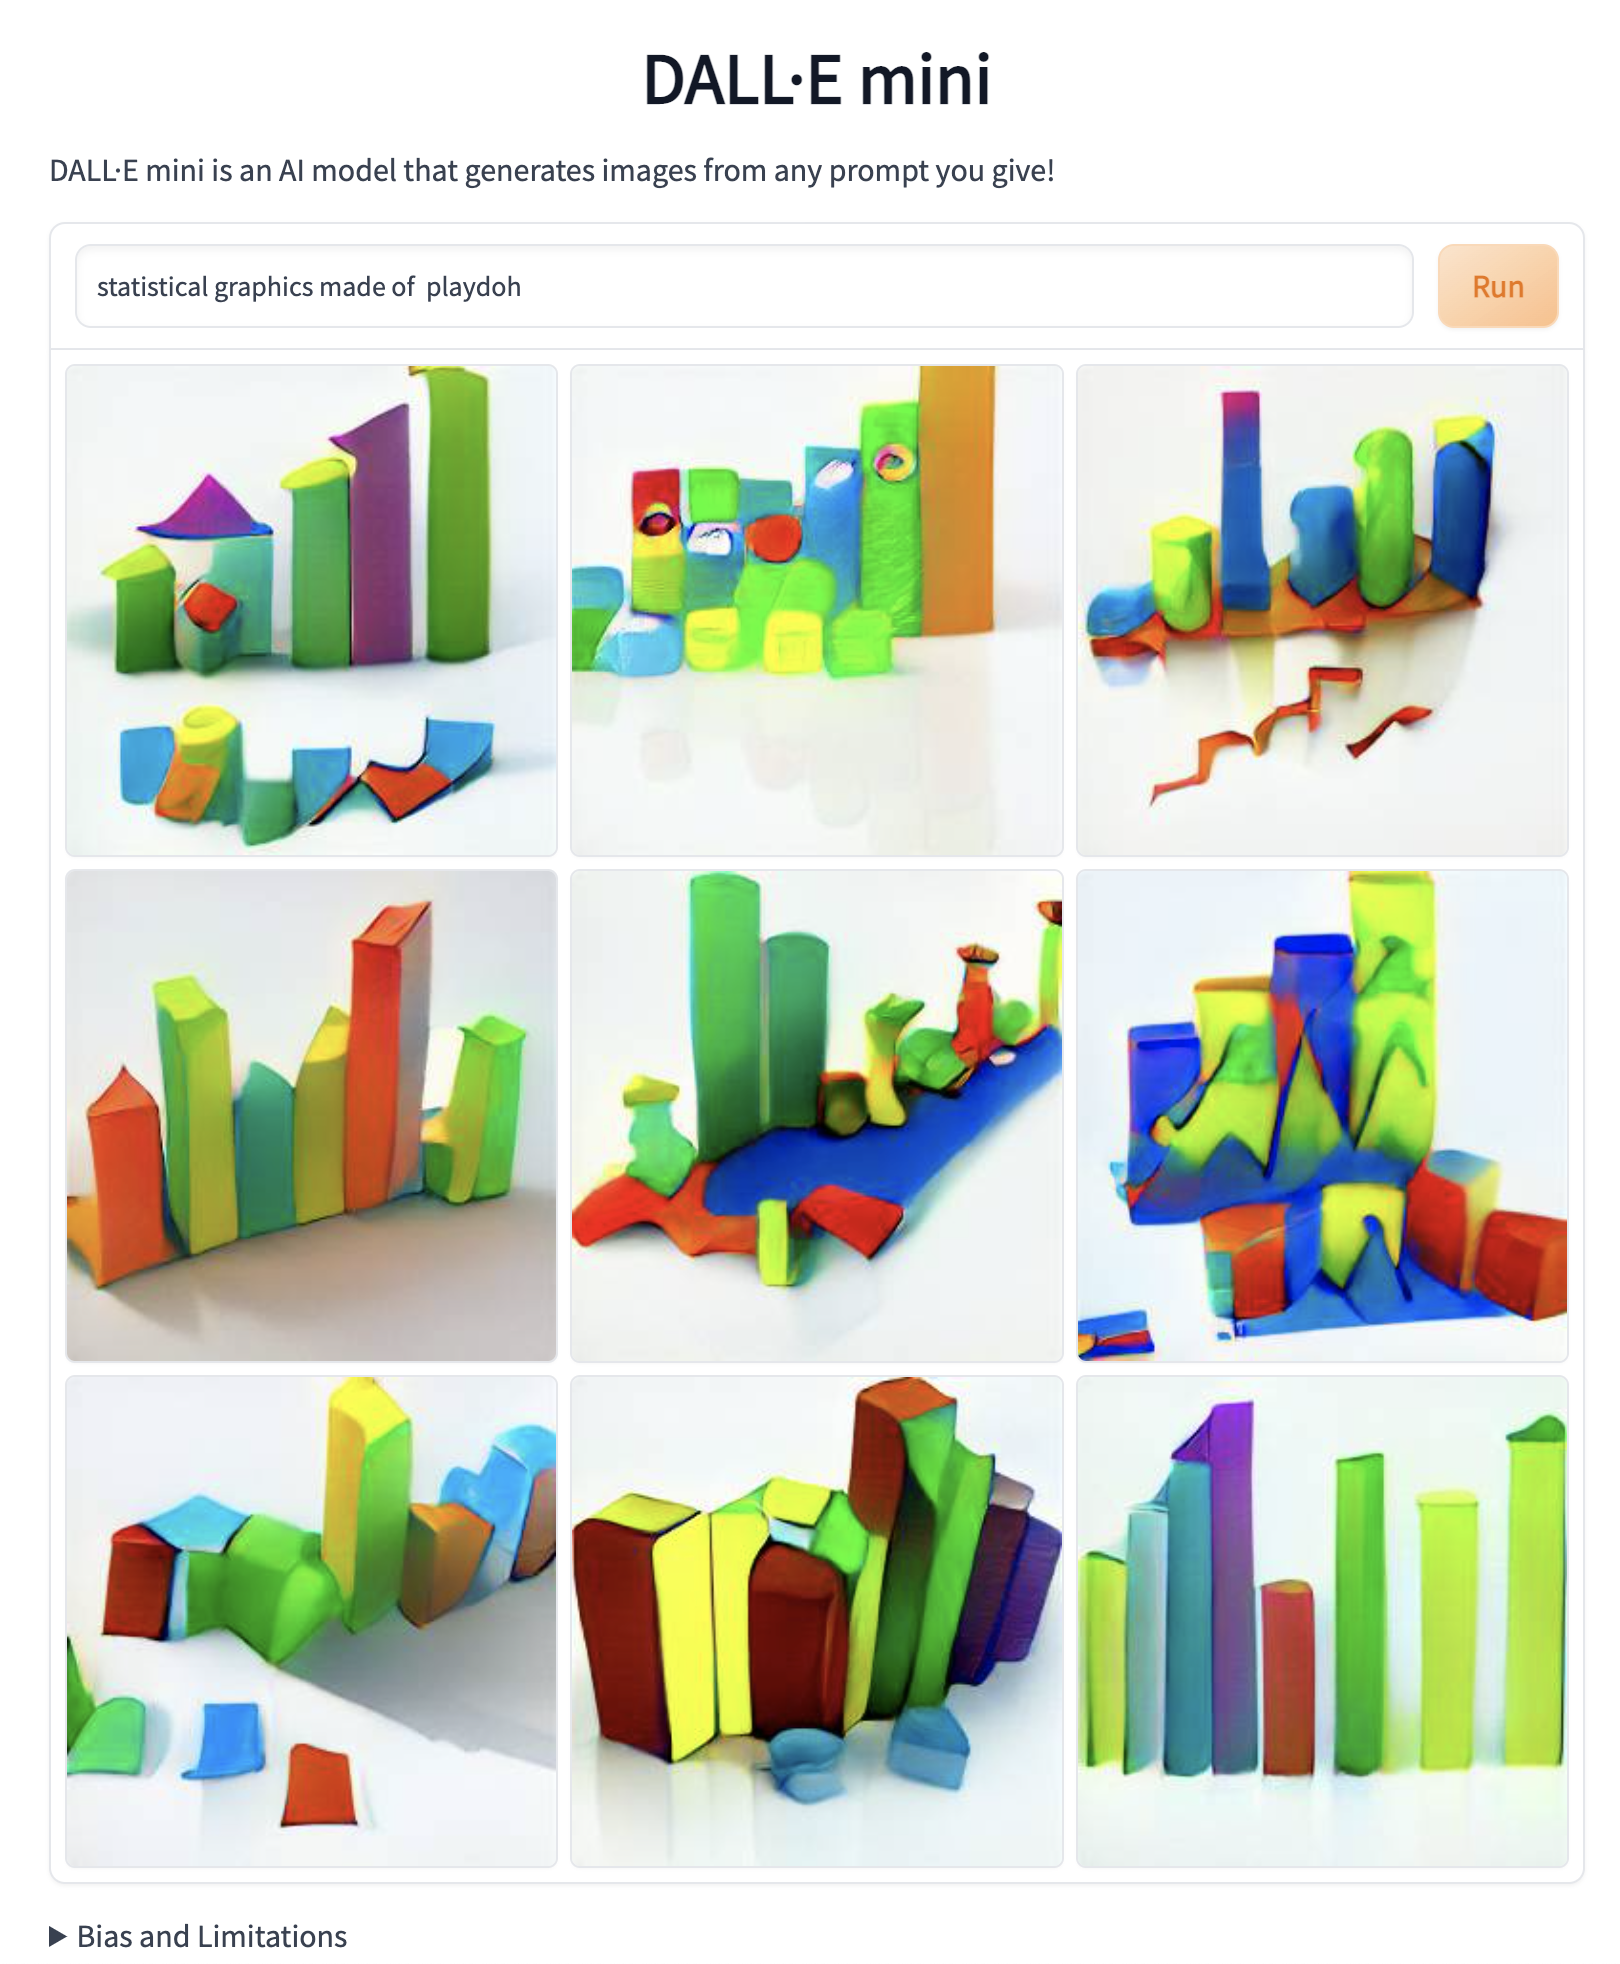 DALL·E mini
DALL·E mini is an AI model that generates images from any prompt you give!
statistical graphics made of  playdoh
Run
Bias and Limitations